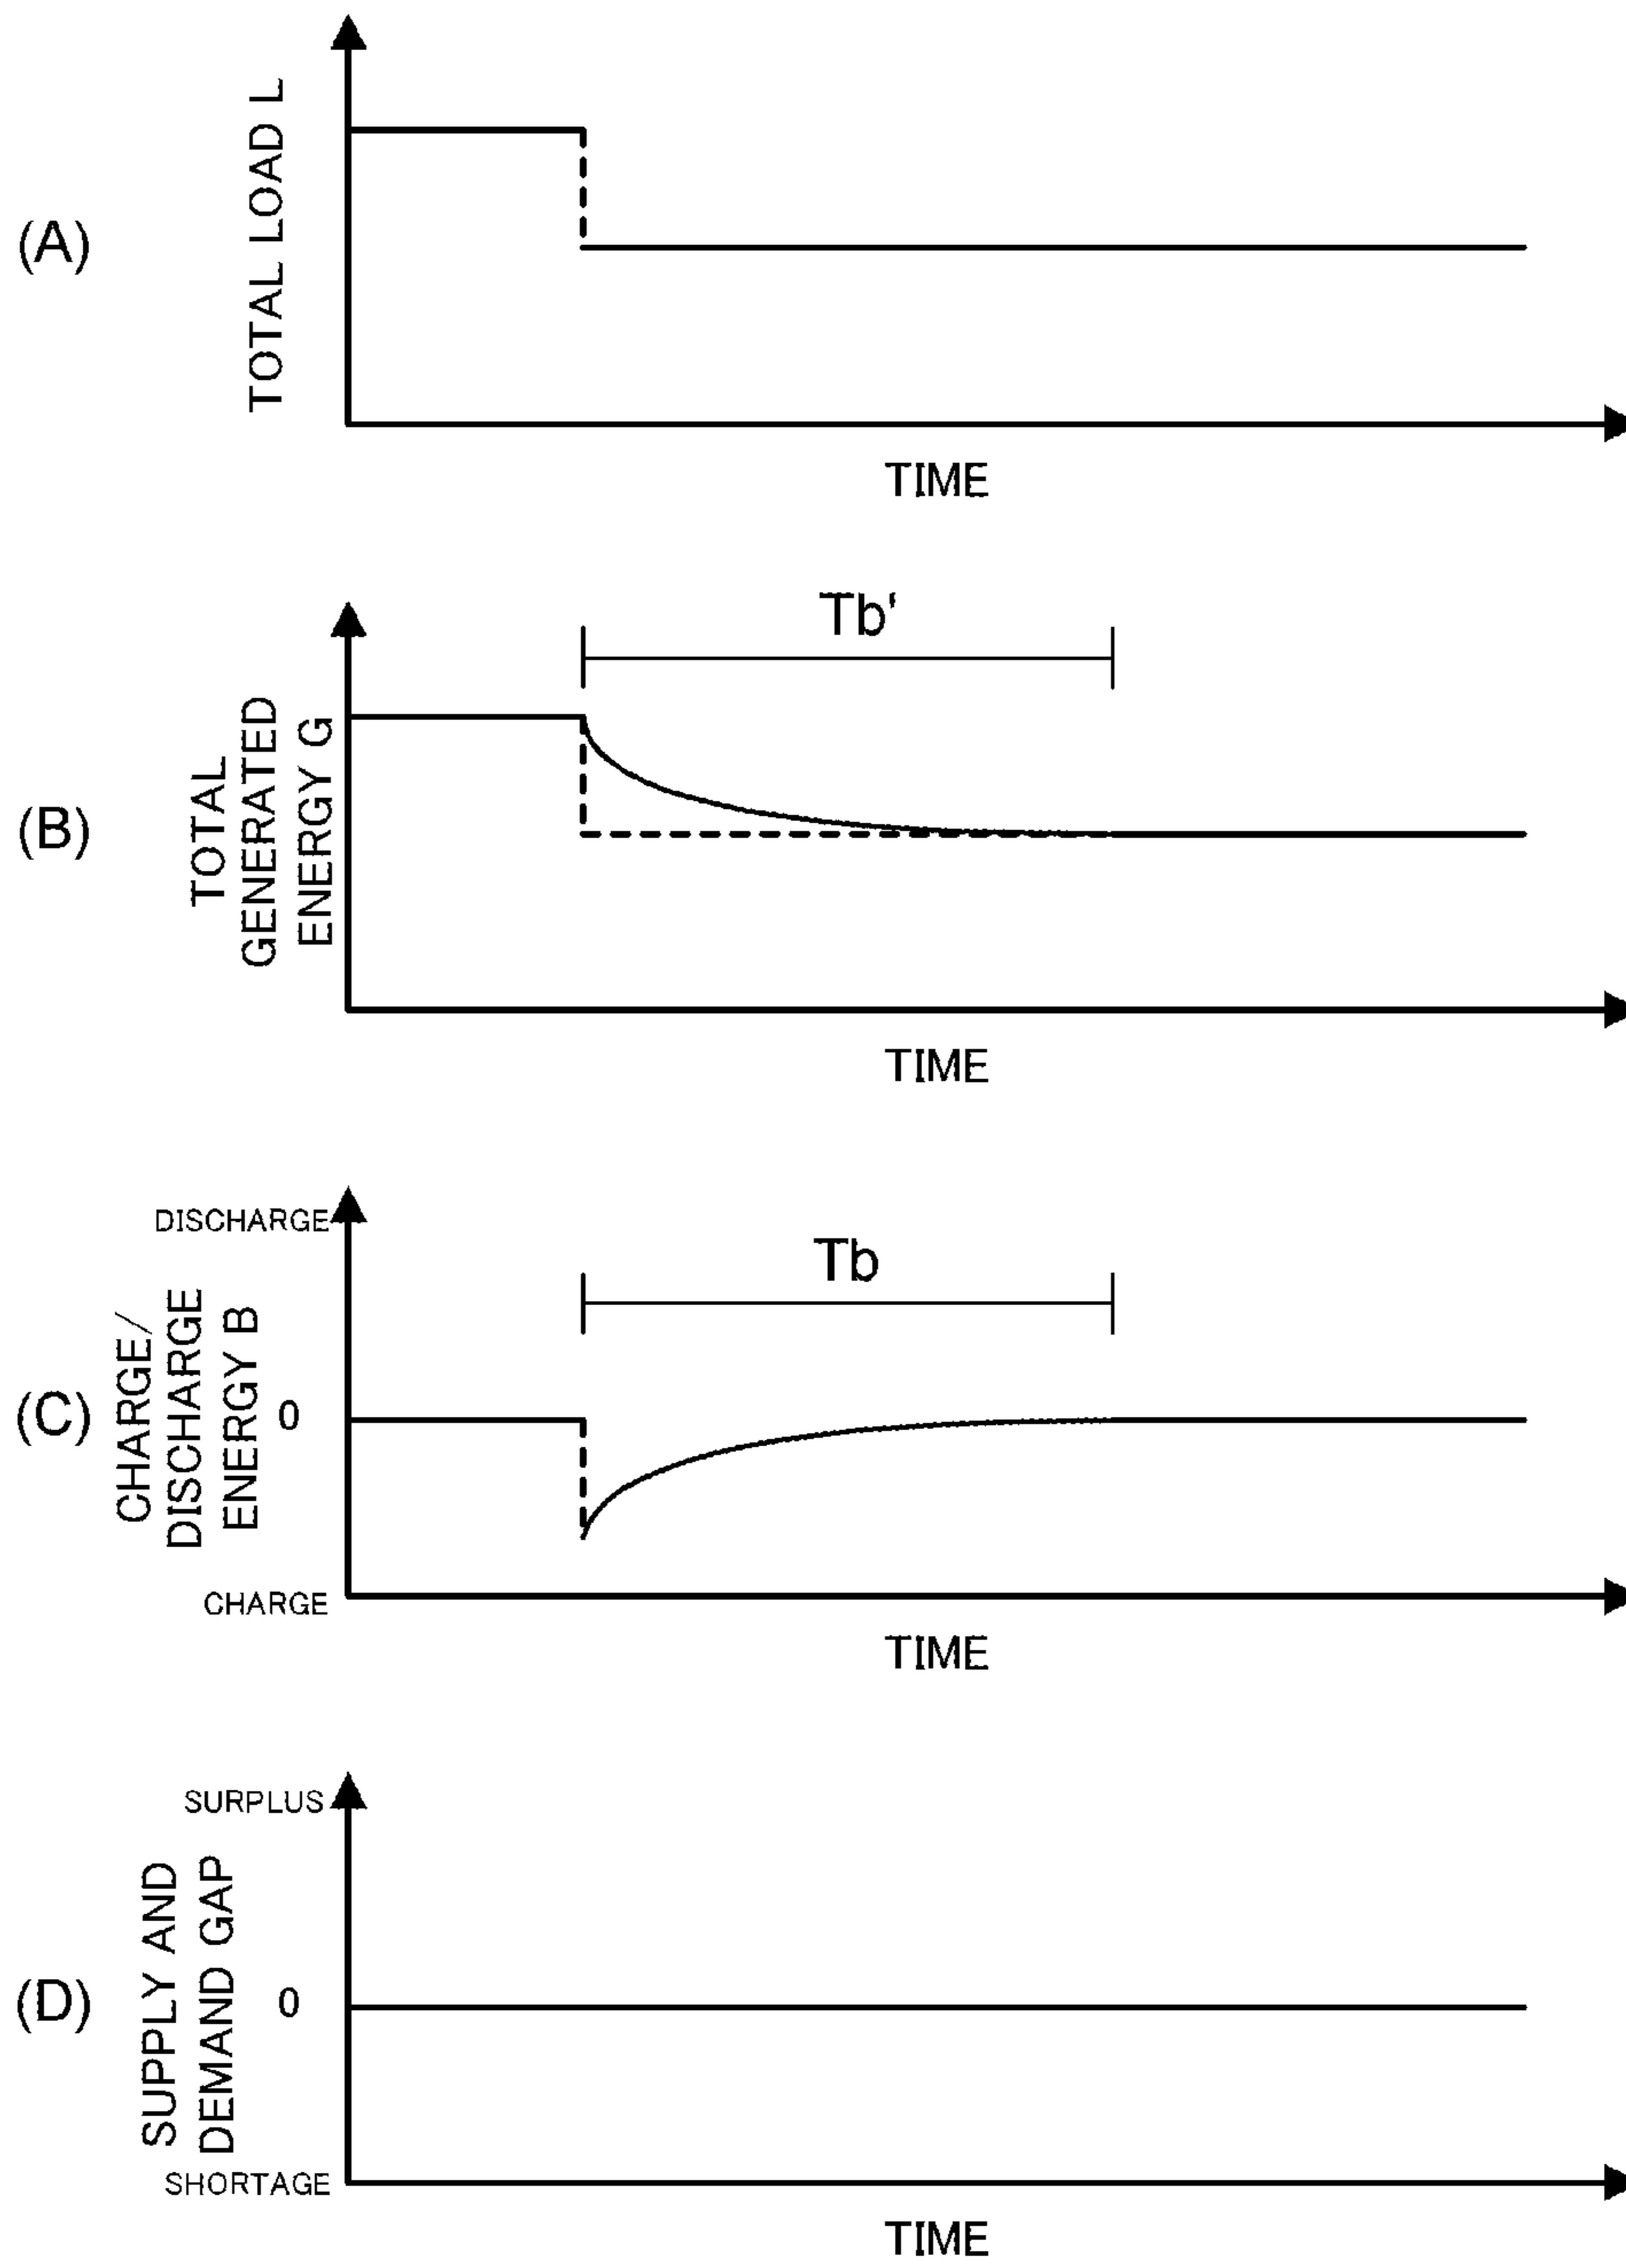 (A)
TOTAL LOAD L
TIME
(B)
TOTAL
GENERATED
ENERGY G
Tb'
TIME
(C)
DISCHARGE
CHARGE/
DISCHARGE
ENERGY B
0
Tb
CHARGE
TIME
(D)
SURPLUS
SUPPLY AND
DEMAND GAP
0
SHORTAGE
TIME